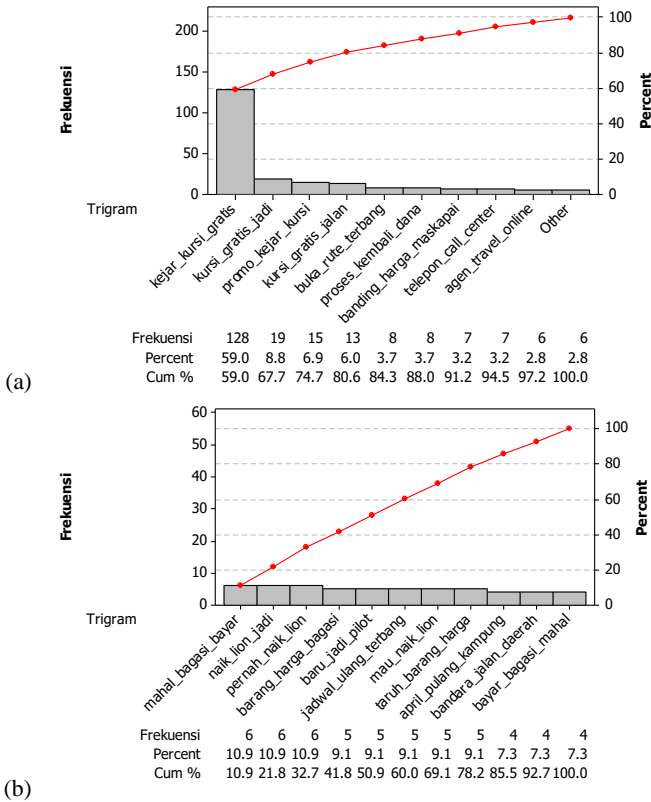 200
150
100
50
0
Frekuensi
100
80
60
40
20
0
Percent
Trigram
kejar_kursi_gratis
kursi_gratis_jadi
promo_kejar_kursi
kursi_gratis_jalan
buka_rute_terbang
proses_kembali_dana
banding_harga_maskapai
telepon_call_center
agen_travel_online
Other
Frekuensi 128 19 15 13 8 8 7 7 6 6
Percent 59.0 8.8 6.9 6.0 3.7 3.7 3.2 3.2 2.8 2.8
Cum % 59.0 67.7 74.7 80.6 84.3 88.0 91.2 94.5 97.2 100.0
(a)
60
50
40
30
20
10
0
Frekuensi
100
80
60
40
20
0
Percent
Trigram
mahal_bagasi_bayar
naik_lion_jadi
pernah_naik_lion
barang_harga_bagasi
baru_jadi_pilot
jadwal_ulang_terbang
mau_naik_lion
taruh_barang_harga
april_pulang_kampung
bandara_jalan_daerah
bayar_bagasi_mahal
Frekuensi 6 6 6 5 5 5 5 5 4 4 4
Percent 10.9 10.9 10.9 9.1 9.1 9.1 9.1 9.1 7.3 7.3 7.3
Cum % 10.9 21.8 32.7 41.8 50.9 60.0 69.1 78.2 85.5 92.7 100.0
(b)